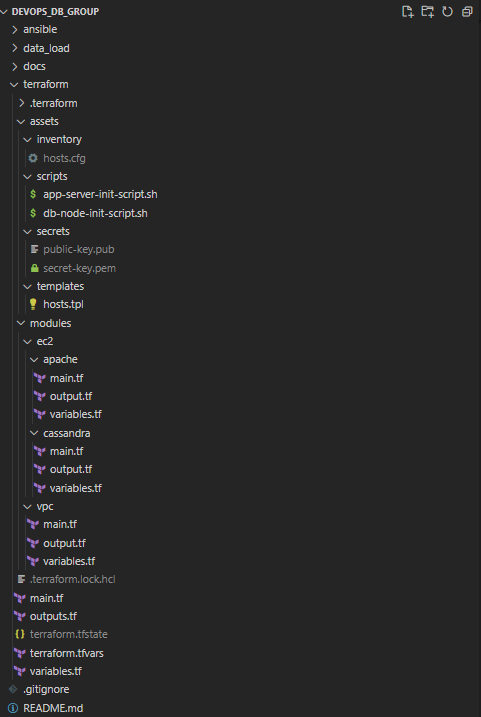 DEVOPS_DB_GROUP
ansible
data_load
docs
terraform
.terraform
assets
inventory
hosts.cfg
scripts
app-server-init-script.sh
db-node-init-script.sh
secrets
public-key.pub
secret-key.pem
templates
hosts.tpl
modules
ec2
apache
main.tf
output.tf
variables.tf
cassandra
main.tf
output.tf
variables.tf
vpc
main.tf
output.tf
variables.tf
.terraform.lock.hcl
main.tf
outputs.tf
terraform.tfstate
terraform.tfvars
variables.tf
.gitignore
README.md